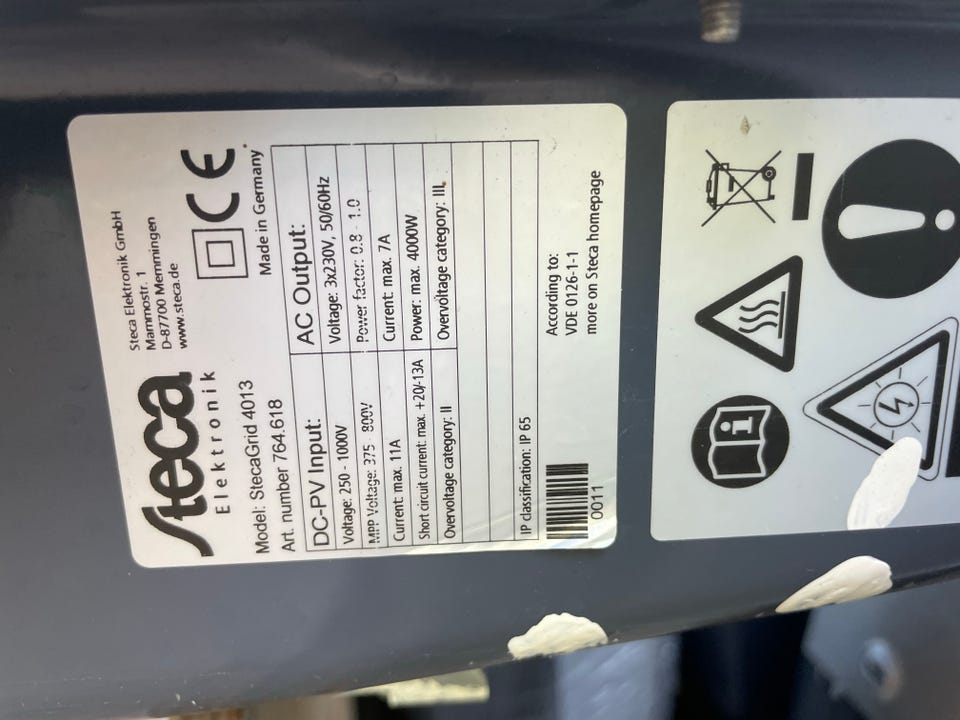 Steca
Elektronik
Steca Elektronik GmbH
Mammostr. 1
D-87700 Memmingen
www.steca.de
CE
Made in Germany
Model: StecaGrid 4013
Art. number 764.618
DC-PV Input:
Voltage: 250 - 1000V
MPP Voltage: 375 - 800V
Current: max. 11A
Short circuit current: max. +20/-13A
Overvoltage category: II
AC Output:
Voltage: 3x230V, 50/60Hz
Power factor: 0.8 - 1.0
Current: max. 7A
Power: max. 4000W
Overvoltage category: III
IP classification: IP 65
0011
According to:
VDE 0126-1-1
more on Steca homepage